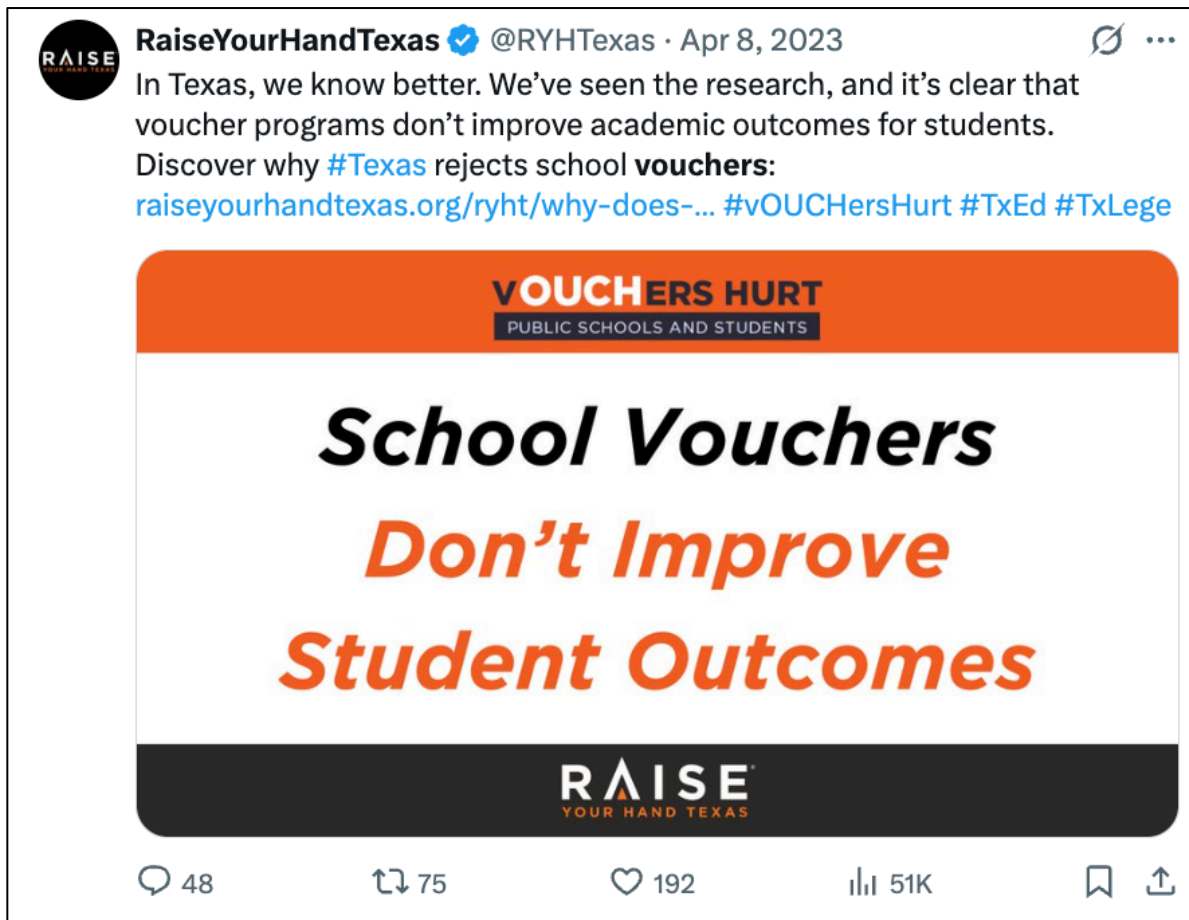 RAISE
YOUR HAND TEXAS
RaiseYourHandTexas @RYHTexas · Apr 8, 2023
In Texas, we know better. We’ve seen the research, and it’s clear that
voucher programs don’t improve academic outcomes for students.
Discover why #Texas rejects school vouchers:
raiseyourhandtexas.org/ryht/why-does-... #vOUCHersHurt #TxEd #TxLege
vOUCHERS HURT
PUBLIC SCHOOLS AND STUDENTS
School Vouchers
Don’t Improve
Student Outcomes
RAISE
YOUR HAND TEXAS
48 75 192 51K